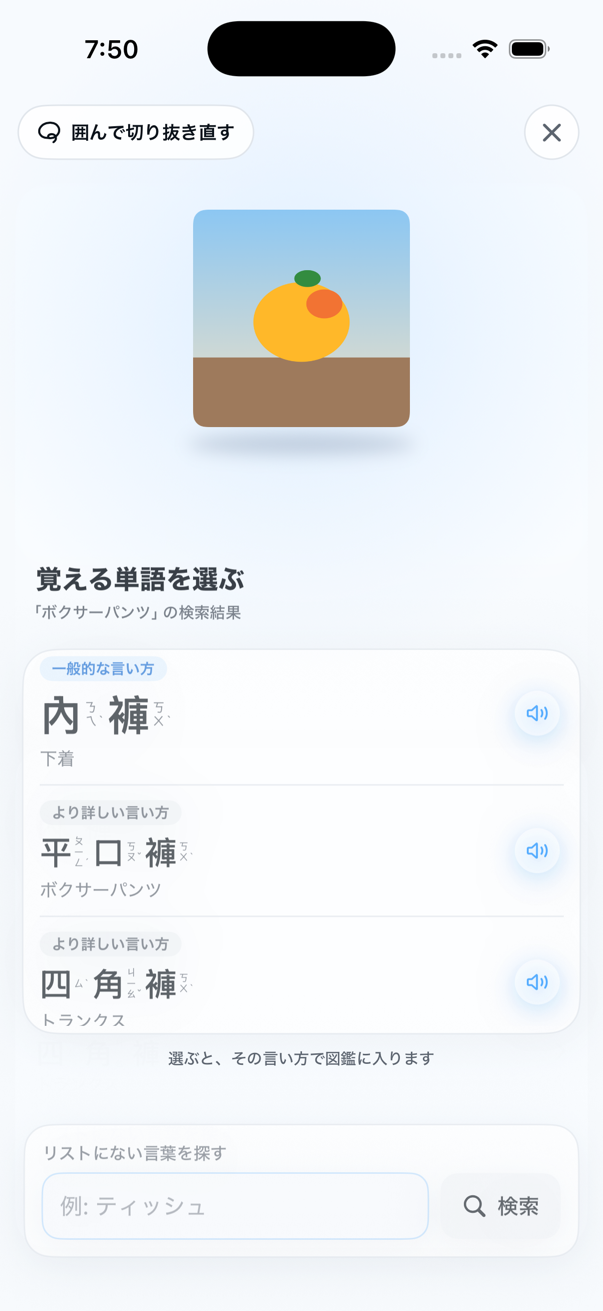 7:50
囲んで切り抜き直す
覚える単語を選ぶ
「ボクサーパンツ」の検索結果
一般的な言い方
內ㄋㄟˋ褲ㄎㄨˋ
下着
より詳しい言い方
平ㄆㄧㄥˊ口ㄎㄡˇ褲ㄎㄨˋ
ボクサーパンツ
より詳しい言い方
四ㄙˋ角ㄐㄧㄠˇ褲ㄎㄨˋ
トランクス
選ぶと、その言い方で図鑑に入ります
リストにない言葉を探す
例: ティッシュ
検索